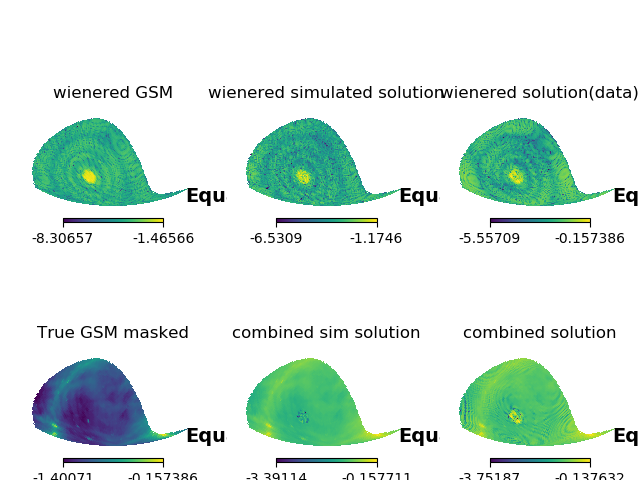 wienered GSM
wienered simulated solution
wienered solution(data)
Equ
Equ
Eq
-8.30657 -1.46566
-6.5309 -1.1746
-5.55709 -0.157386
True GSM masked
combined sim solution
combined solution
Equ
Equ
Eq
-1.40071 -0.157386
-3.39114 -0.157711
-3.75187 -0.137632